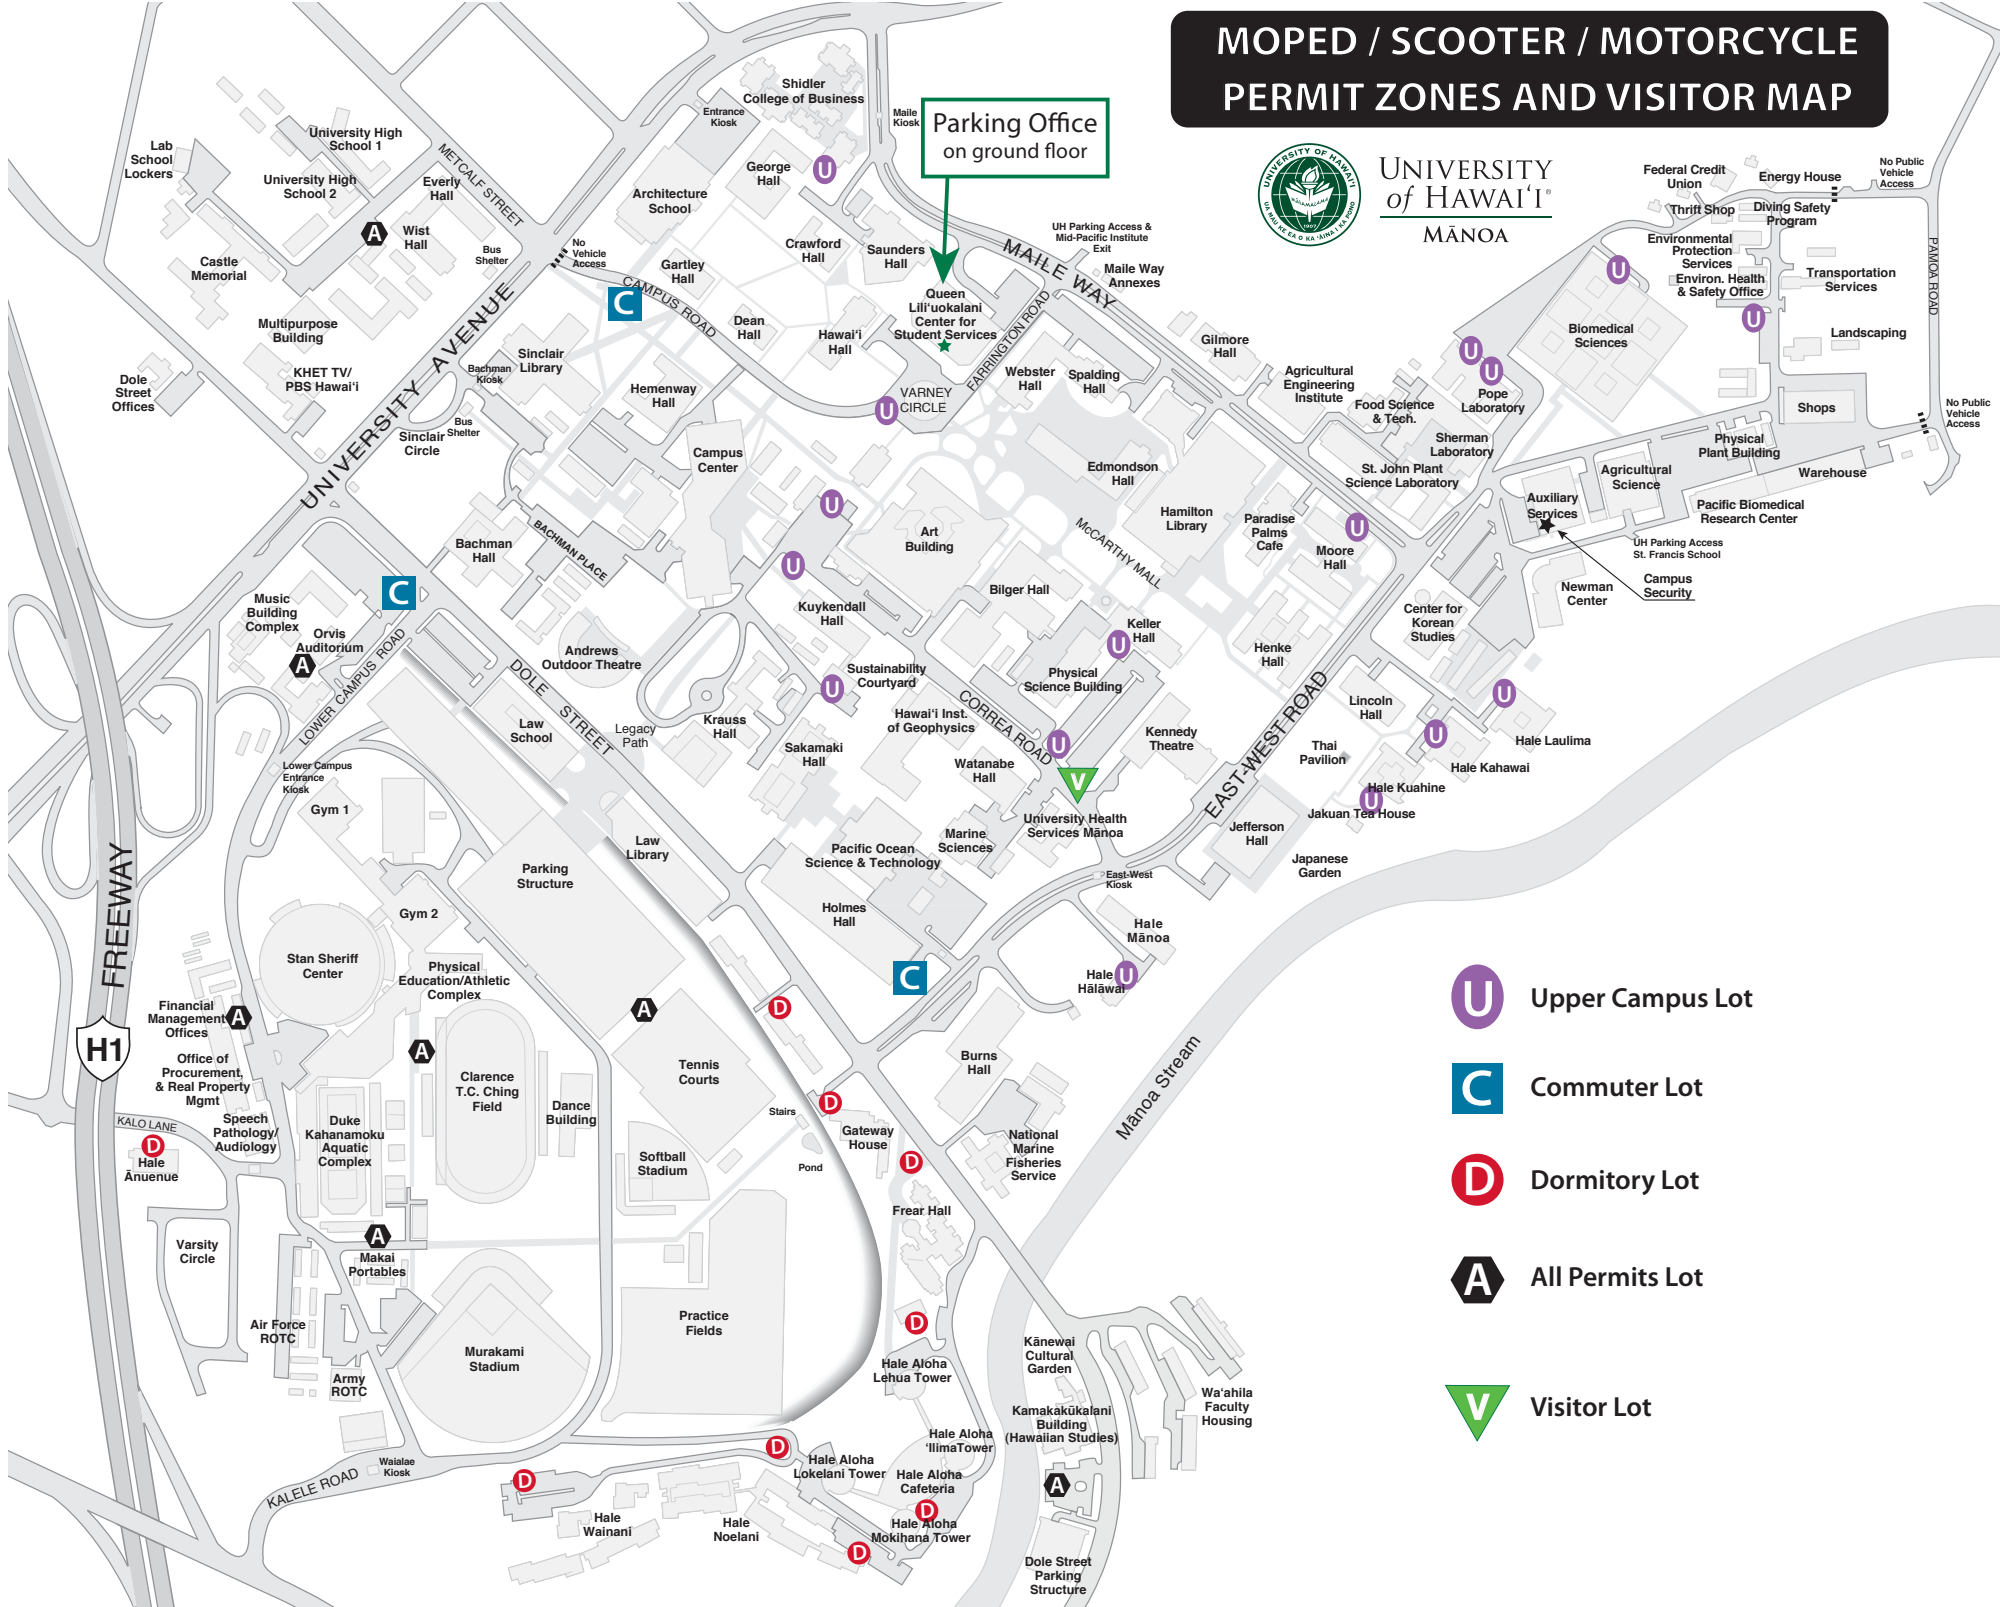 MOPED / SCOOTER / MOTORCYCLE
PERMIT ZONES AND VISITOR MAP
UNIVERSITY OF HAWAI‘I
1907
UNIVERSITY
of HAWAI‘I®
MĀNOA
Parking Office
on ground floor
Shidler
College of Business
Entrance
Kiosk
Maile
Kiosk
George
Hall
U
Architecture
School
Lab
School
Lockers
University High
School 1
University High
School 2
METCALF STREET
Everly
Hall
A
Wist
Hall
Bus
Shelter
No
Vehicle
Access
Castle
Memorial
Multipurpose
Building
KHET TV/
PBS Hawai‘i
Dole
Street
Offices
UNIVERSITY AVENUE
Sinclair
Library
Bachman
Kiosk
Bus
Shelter
Sinclair
Circle
C
CAMPUS ROAD
Gartley
Hall
Crawford
Hall
Saunders
Hall
Dean
Hall
Hawai‘i
Hall
Queen
Lili‘uokalani
Center for
Student Services
Hemenway
Hall
U
VARNEY
CIRCLE
FARRINGTON ROAD
MAILE WAY
UH Parking Access &
Mid-Pacific Institute
Exit
Maile Way
Annexes
Webster
Hall
Spalding
Hall
Gilmore
Hall
Agricultural
Engineering
Institute
Food Science
& Tech.
St. John Plant
Science Laboratory
Sherman
Laboratory
U
U
Pope
Laboratory
Biomedical
Sciences
U
Federal Credit
Union
Thrift Shop
Energy House
Diving Safety
Program
No Public
Vehicle
Access
Environmental
Protection
Services
Environ. Health
& Safety Office
U
Transportation
Services
Landscaping
PAMOA ROAD
Shops
No Public
Vehicle
Access
Physical
Plant Building
Warehouse
Agricultural
Science
Pacific Biomedical
Research Center
Auxiliary
Services
UH Parking Access
St. Francis School
Campus
Security
Newman
Center
Campus
Center
U
U
Art
Building
Edmondson
Hall
Hamilton
Library
McCARTHY MALL
Paradise
Palms
Cafe
U
Moore
Hall
Bachman
Hall
BACHMAN PLACE
C
Music
Building
Complex
Orvis
Auditorium
A
LOWER CAMPUS ROAD
Andrews
Outdoor Theatre
Kuykendall
Hall
Bilger Hall
Keller
Hall
U
Center for
Korean
Studies
Henke
Hall
Physical
Science Building
Sustainability
Courtyard
U
Hawai‘i Inst.
of Geophysics
CORREA ROAD
U
V
Kennedy
Theatre
EAST-WEST ROAD
Lincoln
Hall
Thai
Pavilion
U
U
Hale Laulima
Hale Kahawai
Hale Kuahine
U
Jakuan Tea House
Jefferson
Hall
Japanese
Garden
DOLE STREET
Law
School
Legacy
Path
Krauss
Hall
Sakamaki
Hall
Watanabe
Hall
University Health
Services Mānoa
Marine
Sciences
Pacific Ocean
Science & Technology
Holmes
Hall
East-West
Kiosk
Hale
Mānoa
Hale
Hālāwai
U
C
Lower Campus
Entrance
Kiosk
Gym 1
Law
Library
Parking
Structure
Gym 2
Stan Sheriff
Center
Physical
Education/Athletic
Complex
FREEWAY
H1
Financial
Management
Offices
A
Office of
Procurement,
& Real Property
Mgmt
Speech
Pathology/
Audiology
KALO LANE
D
Hale
Ānuenue
A
Clarence
T.C. Ching
Field
Duke
Kahanamoku
Aquatic
Complex
Dance
Building
A
Tennis
Courts
D
Stairs
D
Gateway
House
Pond
Softball
Stadium
D
Burns
Hall
National
Marine
Fisheries
Service
Mānoa Stream
Frear Hall
Varsity
Circle
A
Makai
Portables
Air Force
ROTC
Army
ROTC
Murakami
Stadium
Practice
Fields
D
Hale Aloha
Lehua Tower
Kānewai
Cultural
Garden
Kamakakūkalani
Building
(Hawaiian Studies)
Wa‘ahila
Faculty
Housing
A
Dole Street
Parking
Structure
Waialae
Kiosk
KALELE ROAD
D
D
Hale
Wainani
Hale
Noelani
Hale Aloha
Lokelani Tower
Hale Aloha
‘IlimaTower
Hale Aloha
Cafeteria
D
Hale Aloha
Mokihana Tower
D
U Upper Campus Lot
C Commuter Lot
D Dormitory Lot
A All Permits Lot
V Visitor Lot